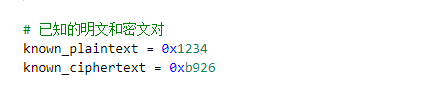 # 已知的明文和密文对
known_plaintext = 0x1234
known_ciphertext = 0xb926